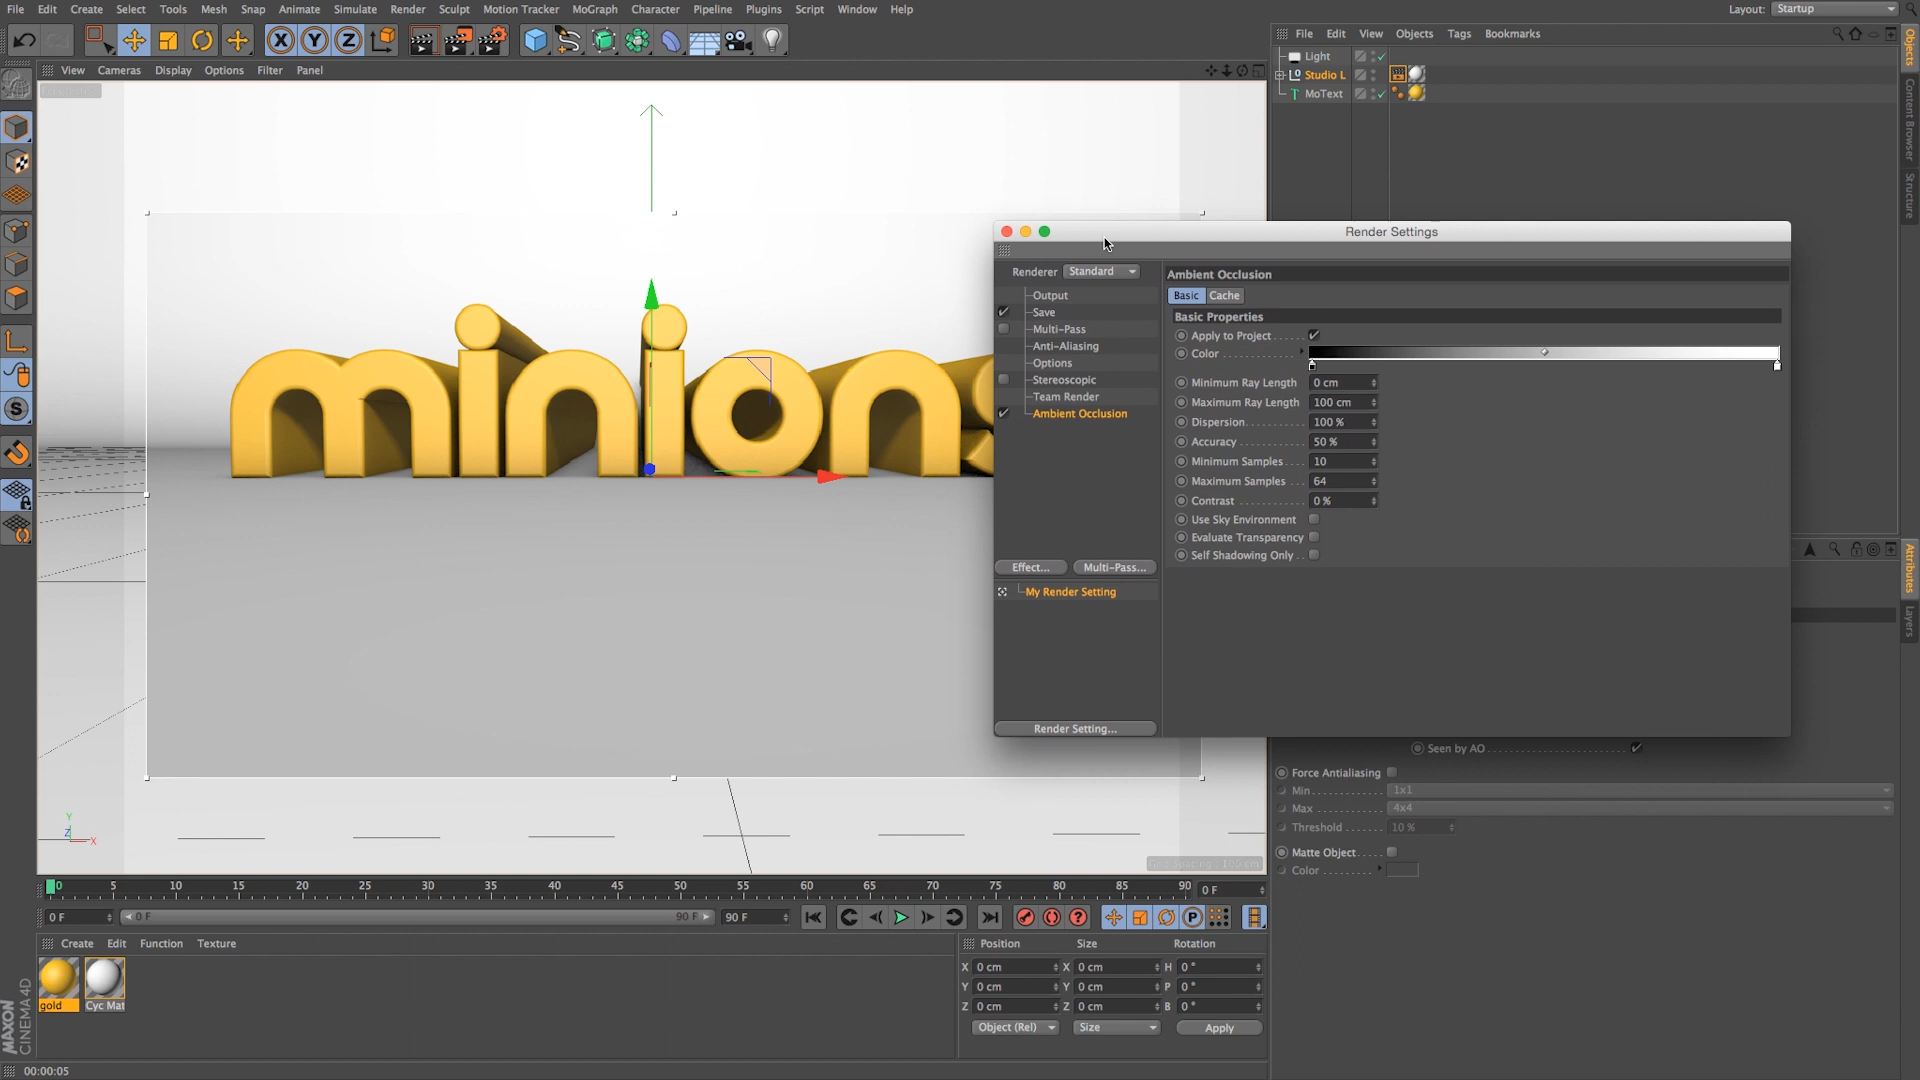 File Edit Create Select Tools Mesh Snap Animate Simulate Render Sculpt Motion Tracker MoGraph Character Pipeline Plugins Script Window Help
Layout: Startup
View Cameras Display Options Filter Panel
File Edit View Objects Tags Bookmarks
Light
Studio L
MoText
Objects
Content Browser
Structure
minions
Render Settings
Renderer Standard
Output
Save
Multi-Pass
Anti-Aliasing
Options
Stereoscopic
Team Render
Ambient Occlusion
Effect... Multi-Pass...
My Render Setting
Render Setting...
Ambient Occlusion
Basic Cache
Basic Properties
Apply to Project
Color
Minimum Ray Length 0 cm
Maximum Ray Length 100 cm
Dispersion 100 %
Accuracy 50 %
Minimum Samples 10
Maximum Samples 64
Contrast 0 %
Use Sky Environment
Evaluate Transparency
Self Shadowing Only
Attributes
Layers
Seen by AO
Force Antialiasing
Min 1x1
Max 4x4
Threshold 10 %
Matte Object
Color
Y
Z X
0 5 10 15 20 25 30 35 40 45 50 55 60 65 70 75 80 85 90 0 F
0 F 0 F 90 F 90 F
Create Edit Function Texture
gold Cyc Mat
Position Size Rotation
X 0 cm X 0 cm H 0 °
Y 0 cm Y 0 cm P 0 °
Z 0 cm Z 0 cm B 0 °
Object (Rel) Size Apply
MAXON
CINEMA 4D
00:00:05